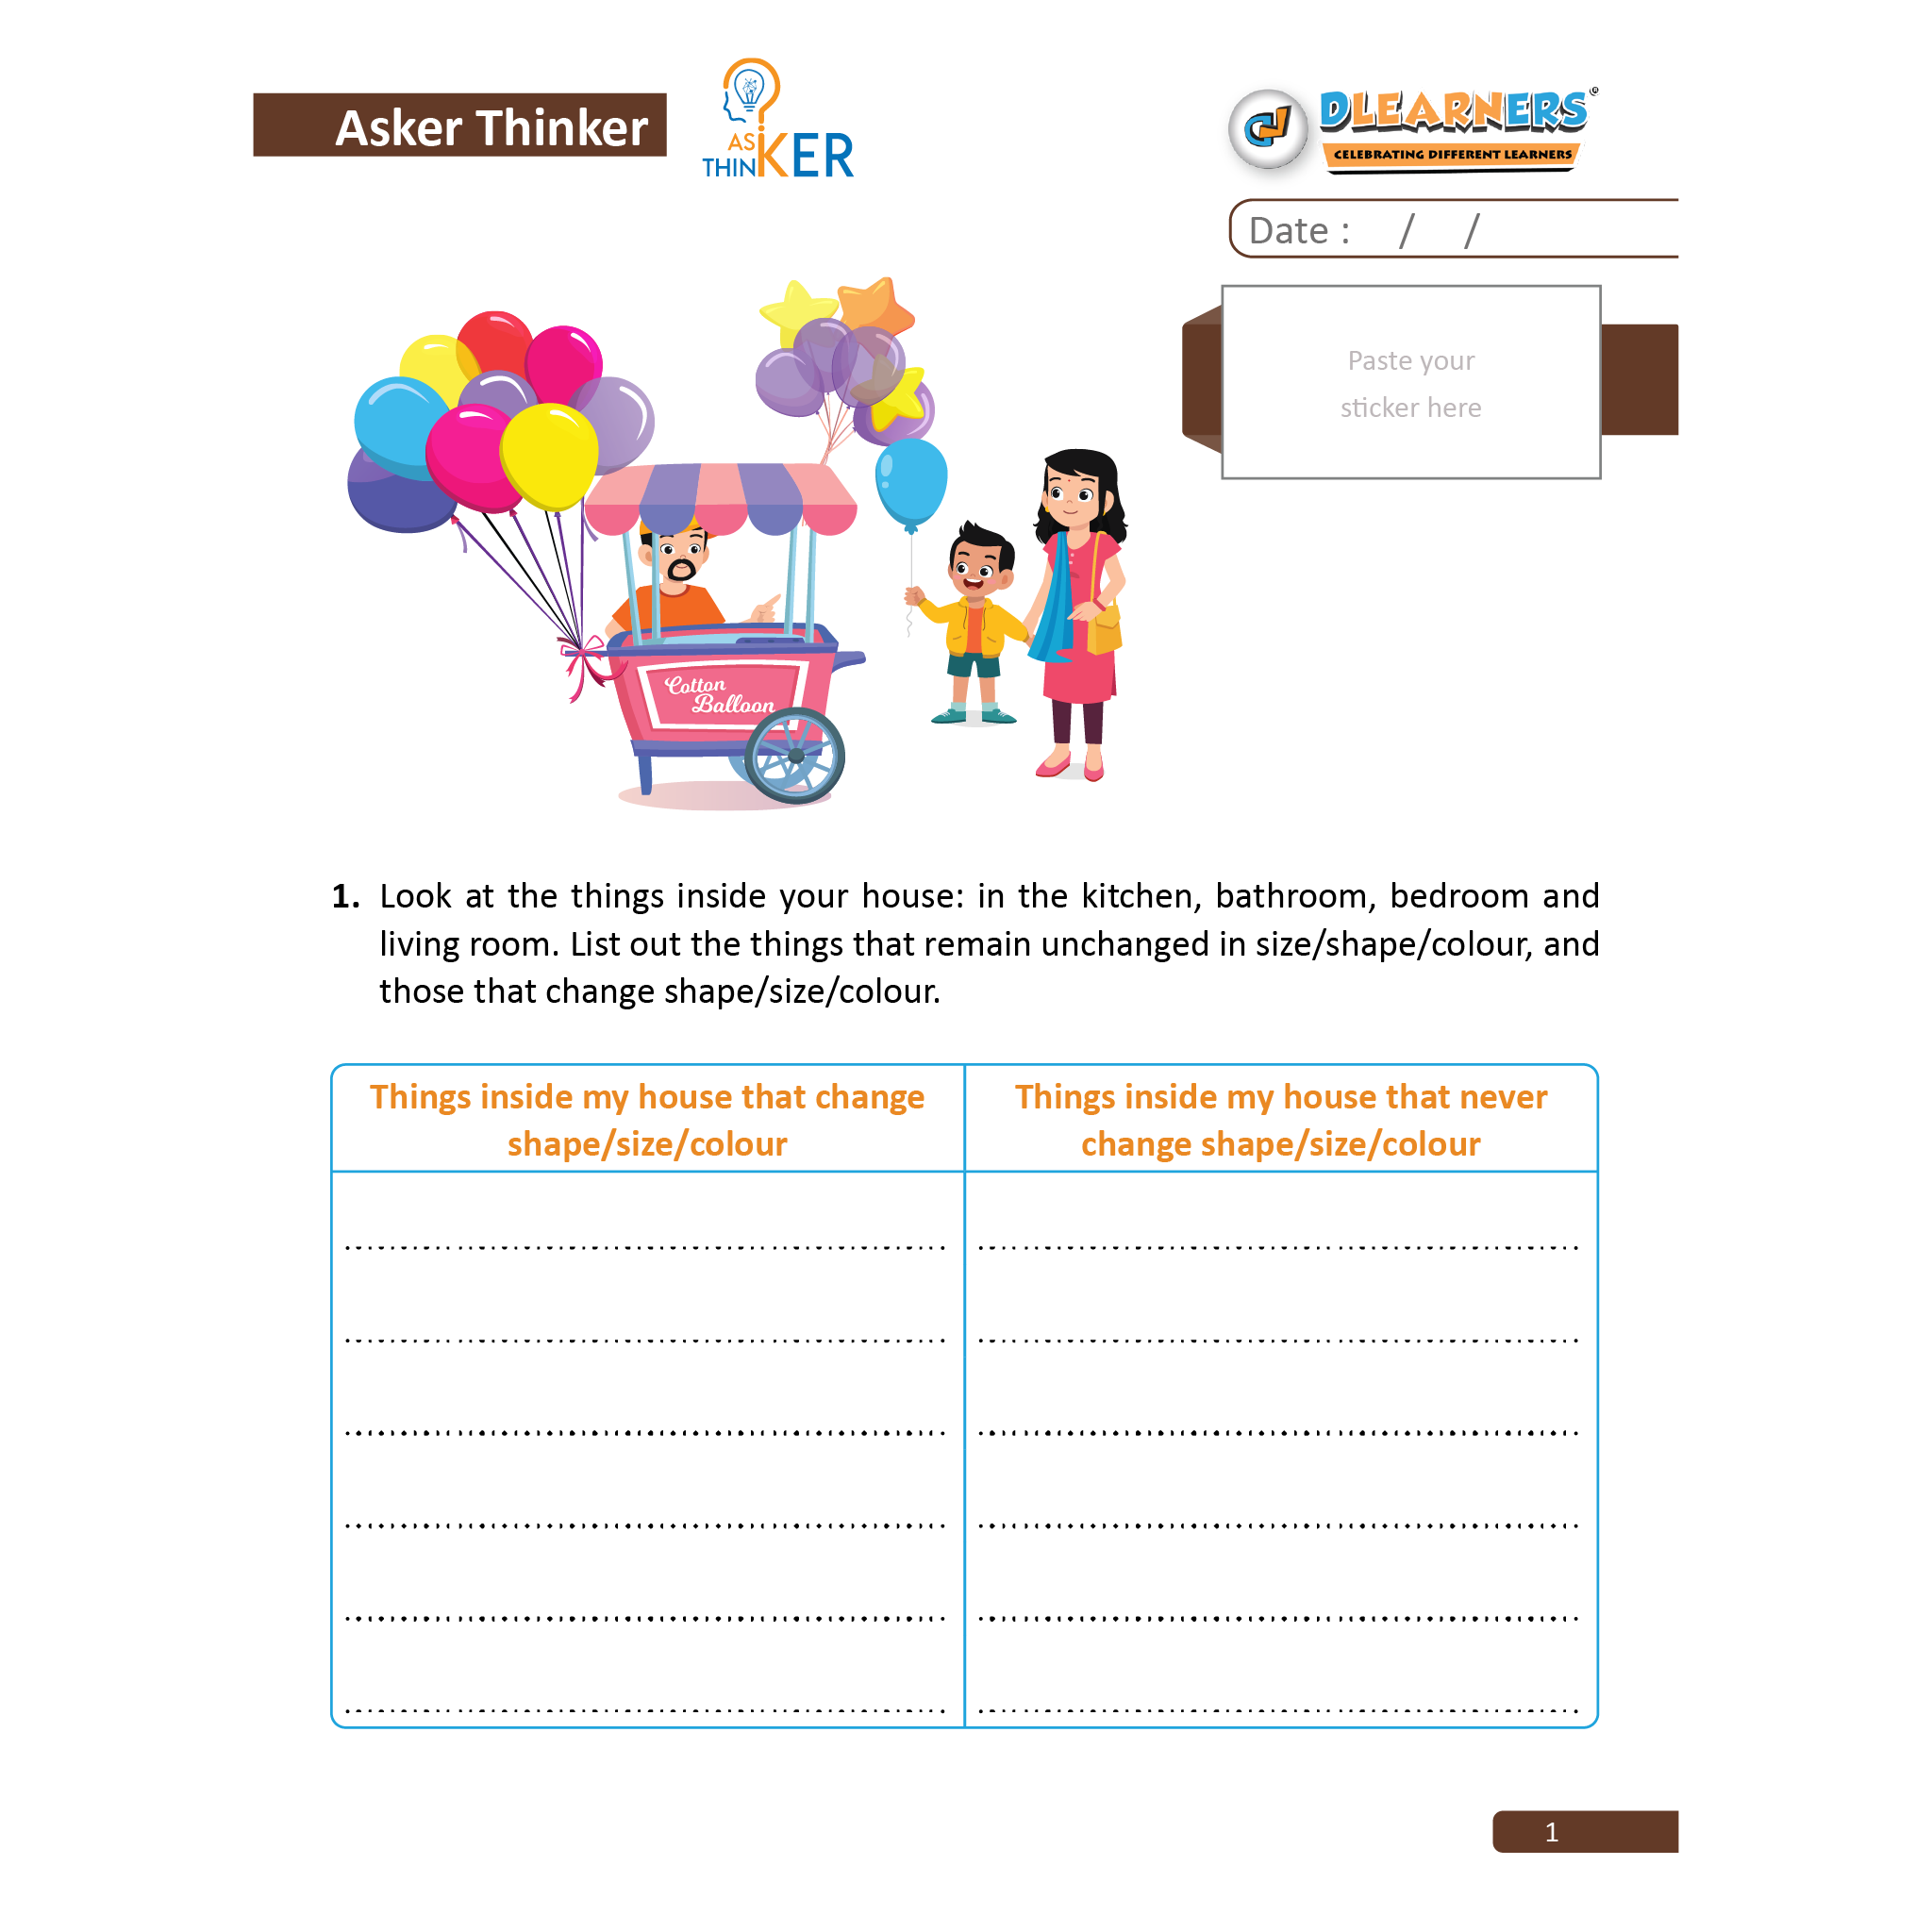 Asker Thinker
ASKER
THINKER
DLEARNERS®
CELEBRATING DIFFERENT LEARNERS
Date :    /    /
Paste your
sticker here
Cotton
Balloon
1. Look at the things inside your house: in the kitchen, bathroom, bedroom and
living room. List out the things that remain unchanged in size/shape/colour, and
those that change shape/size/colour.
Things inside my house that change
shape/size/colour
Things inside my house that never
change shape/size/colour
1